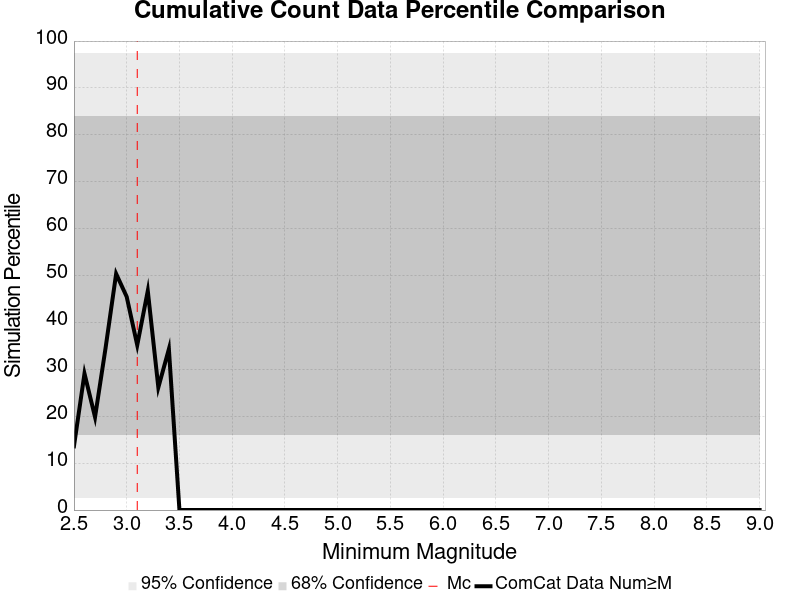 Cumulative Count Data Percentile Comparison
100
90
80
70
60
50
40
30
20
10
0
Simulation Percentile
2.5 3.0 3.5 4.0 4.5 5.0 5.5 6.0 6.5 7.0 7.5 8.0 8.5 9.0
Minimum Magnitude
95% Confidence 68% Confidence Mc ComCat Data Num≥M